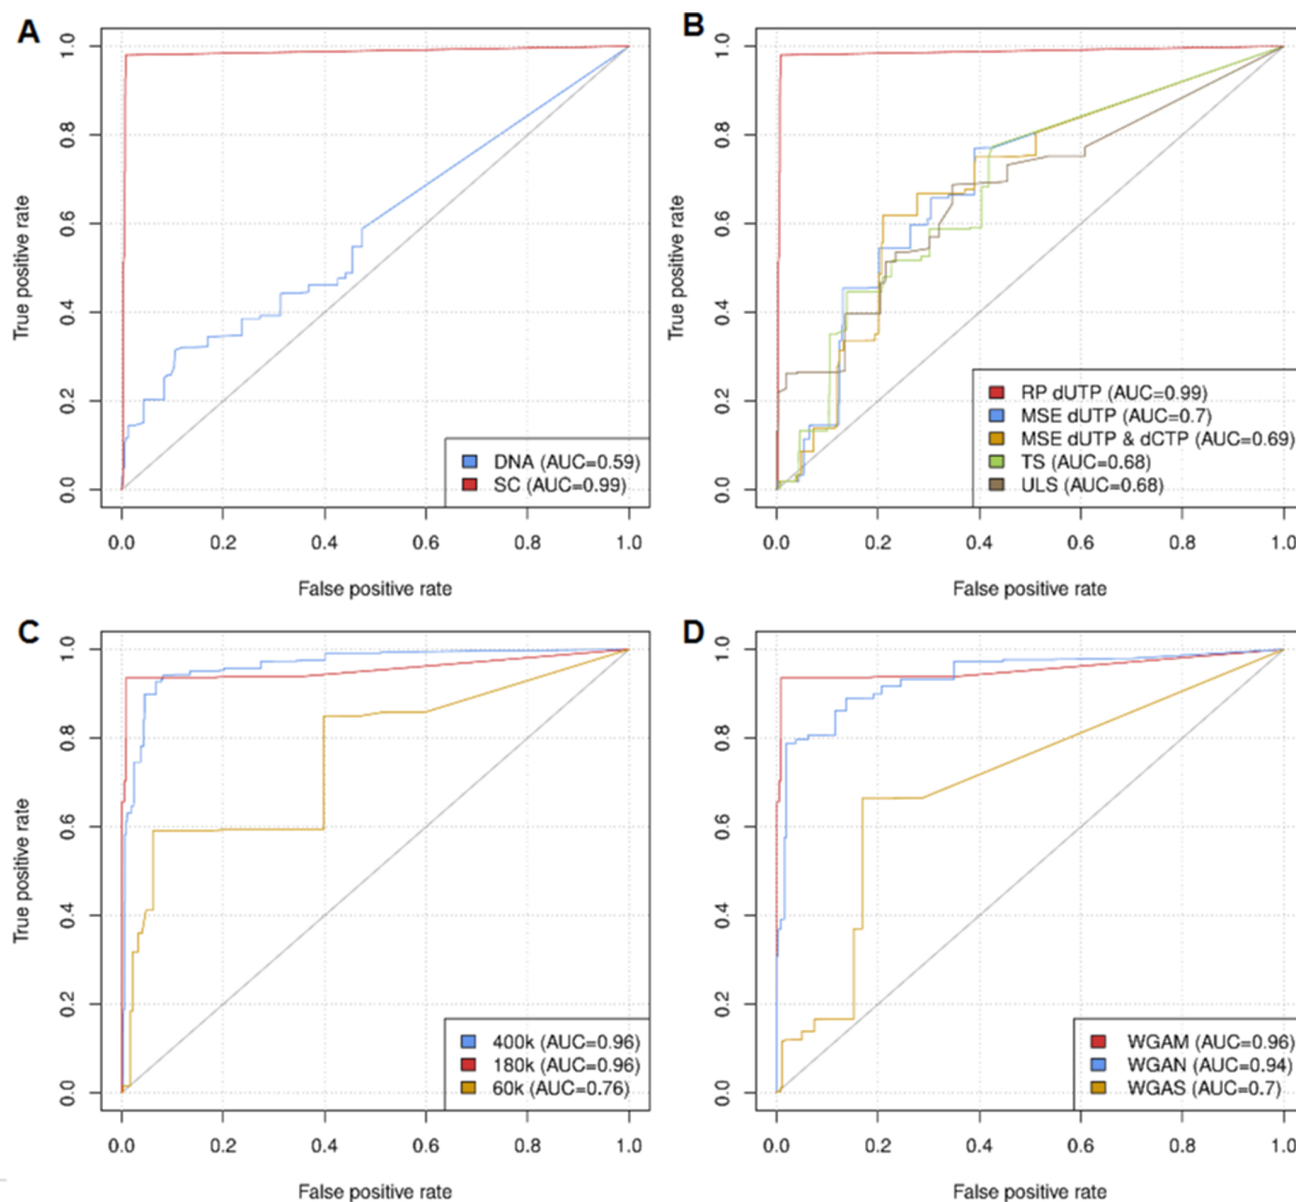 A
B
True positive rate
1.0
0.8
0.6
0.4
0.2
0.0
DNA (AUC=0.59)
SC (AUC=0.99)
0.0 0.2 0.4 0.6 0.8 1.0
False positive rate
True positive rate
1.0
0.8
0.6
0.4
0.2
0.0
RP dUTP (AUC=0.99)
MSE dUTP (AUC=0.7)
MSE dUTP & dCTP (AUC=0.69)
TS (AUC=0.68)
ULS (AUC=0.68)
0.0 0.2 0.4 0.6 0.8 1.0
False positive rate
C
D
True positive rate
1.0
0.8
0.6
0.4
0.2
0.0
400k (AUC=0.96)
180k (AUC=0.96)
60k (AUC=0.76)
0.0 0.2 0.4 0.6 0.8 1.0
False positive rate
1.0
0.8
0.6
0.4
0.2
0.0
WGAM (AUC=0.96)
WGAN (AUC=0.94)
WGAS (AUC=0.7)
0.0 0.2 0.4 0.6 0.8 1.0
False positive rate